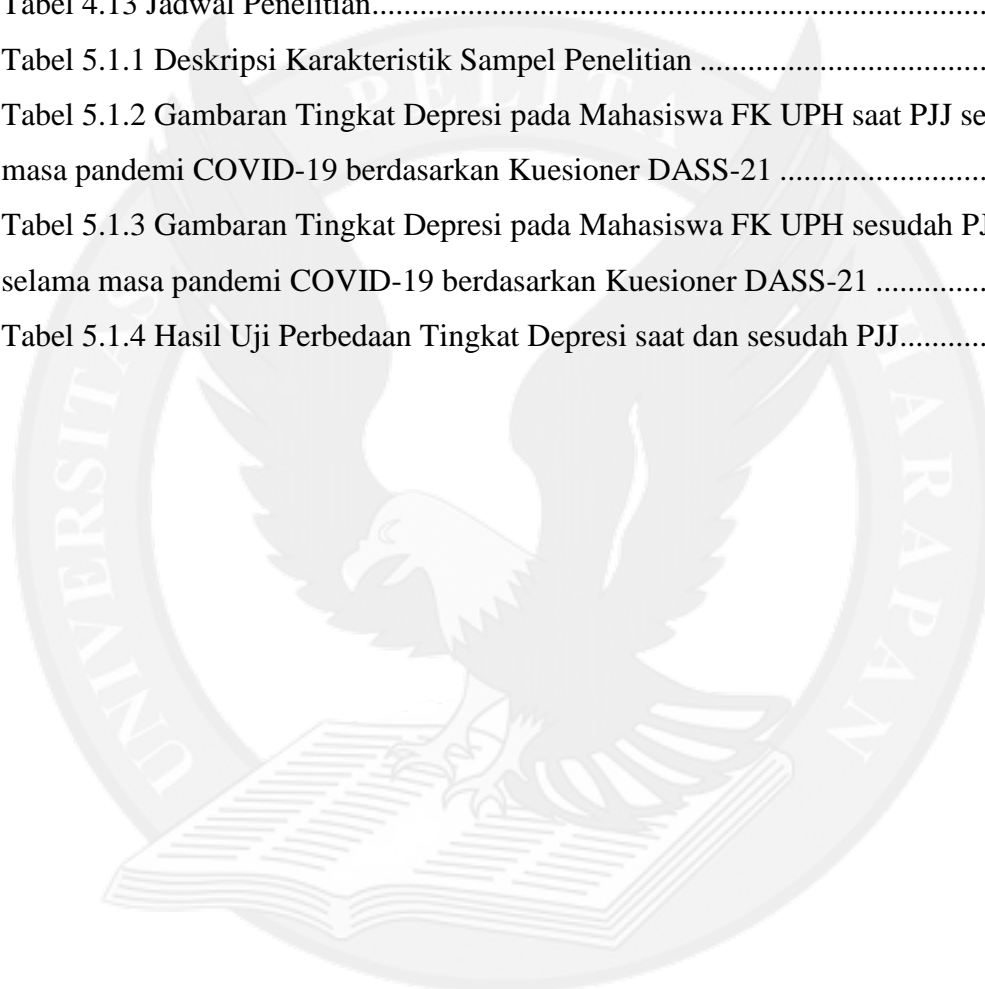 Tabel 4.13 Jadwal Penelitian..............................................................................
Tabel 5.1.1 Deskripsi Karakteristik Sampel Penelitian ....................................
Tabel 5.1.2 Gambaran Tingkat Depresi pada Mahasiswa FK UPH saat PJJ se
masa pandemi COVID-19 berdasarkan Kuesioner DASS-21 .........................
Tabel 5.1.3 Gambaran Tingkat Depresi pada Mahasiswa FK UPH sesudah PJ
selama masa pandemi COVID-19 berdasarkan Kuesioner DASS-21 ..............
Tabel 5.1.4 Hasil Uji Perbedaan Tingkat Depresi saat dan sesudah PJJ...........
UNIVERSITAS PELITA HARAPAN